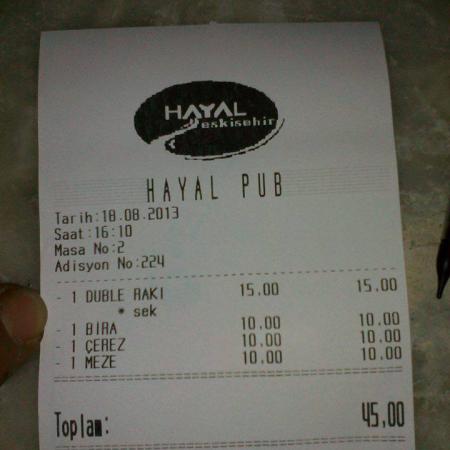 HAYAL
eskisehir
HAYAL PUB
Tarih:18.08.2013
Saat:16:10
Masa No:2
Adisyon No:224
- 1 DUBLE RAKI 15.00 15.00
* sek
- 1 BIRA 10.00 10.00
- 1 ÇEREZ 10.00 10.00
- 1 MEZE 10.00 10.00
Toplam: 45,00